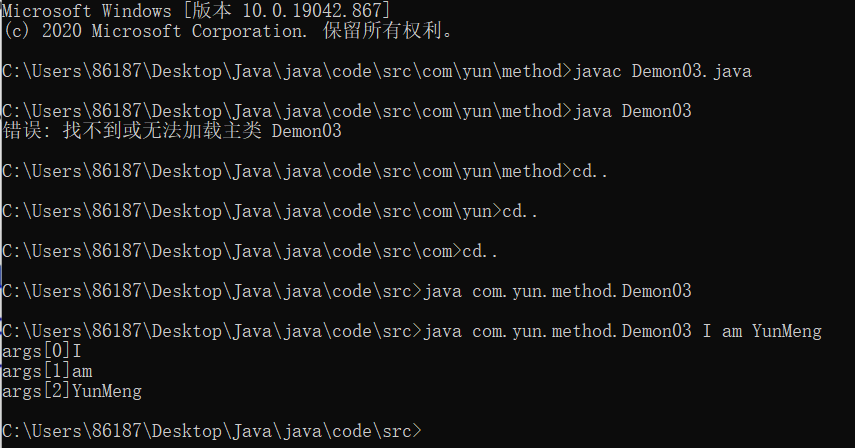 Microsoft Windows [版本 10.0.19042.867]
(c) 2020 Microsoft Corporation. 保留所有权利。
C:\Users\86187\Desktop\Java\java\code\src\com\yun\method>javac Demon03.java
C:\Users\86187\Desktop\Java\java\code\src\com\yun\method>java Demon03
错误: 找不到或无法加载主类 Demon03
C:\Users\86187\Desktop\Java\java\code\src\com\yun\method>cd..
C:\Users\86187\Desktop\Java\java\code\src\com\yun>cd..
C:\Users\86187\Desktop\Java\java\code\src\com>cd..
C:\Users\86187\Desktop\Java\java\code\src>java com.yun.method.Demon03
C:\Users\86187\Desktop\Java\java\code\src>java com.yun.method.Demon03 I am YunMeng
args[0]I
args[1]am
args[2]YunMeng
C:\Users\86187\Desktop\Java\java\code\src>